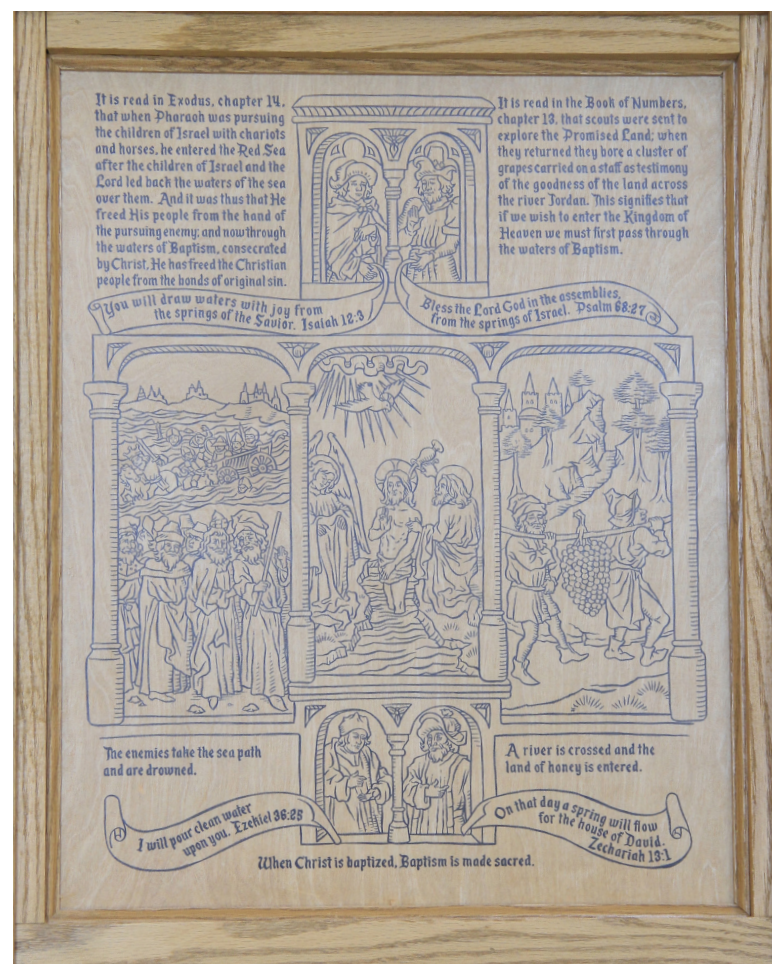 It is read in Exodus, chapter 14,
that when Pharaoh was pursuing
the children of Israel with chariots
and horses, he entered the Red Sea
after the children of Israel and the
Lord led back the waters of the sea
over them. And it was thus that He
freed His people from the hand of
the pursuing enemy; and now through
the waters of Baptism, consecrated
by Christ, He has freed the Christian
people from the bonds of original sin.
It is read in the Book of Numbers,
chapter 13, that scouts were sent to
explore the Promised Land; when
they returned they bore a cluster of
grapes carried on a staff as testimony
of the goodness of the land across
the river Jordan. This signifies that
if we wish to enter the Kingdom of
Heaven we must first pass through
the waters of Baptism.
You will draw waters with joy from
the springs of the Savior. Isaiah 12:3
Bless the Lord God in the assemblies,
from the springs of Israel. Psalm 68:27
The enemies take the sea path
and are drowned.
A river is crossed and the
land of honey is entered.
I will pour clean water
upon you. Ezekiel 36:25
On that day a spring will flow
for the house of David.
Zechariah 13:1
When Christ is baptized, Baptism is made sacred.